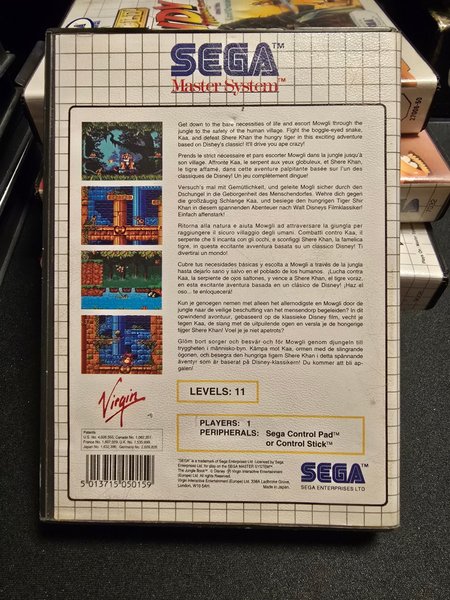 SEGA™
Master System™
Get down to the bare necessities of life and escort Mowgli through the
jungle to the safety of the human village. Fight the boggle-eyed snake,
Kaa, and defeat Shere Khan the hungry tiger in this exciting adventure
based on Disney's classic! It'll drive you ape crazy!
Prends le strict nécessaire et pars escorter Mowgli dans la jungle jusqu'à
son village. Affronte Kaa, le serpent aux yeux globuleux, et Shere Khan,
le tigre affamé, dans cette aventure palpitante basée sur l'un des
classiques de Disney! Un jeu complètement dingue!
Versuch's mal mit Gemütlichkeit, und geleite Mogli sicher durch den
Dschungel in die Geborgenheit des Menschendorfes. Wehre dich gegen
die großäugig Schlange Kaa, und besiege den hungrigen Tiger Shir
Khan in diesem spannenden Abenteuer nach Walt Disneys Filmklassiker!
Einfach affenstark!
Ritorna alla natura e aiuta Mowgli ad attraversare la giungla per
raggiungere il sicuro villaggio degli umani. Combatti contro Kaa, il
serpente che ti incanta con gli occhi, e sconfiggi Shere Khan, la famelica
tigre, in questa eccitante avventura basata su un classico Disney! Ti
divertirai un mondo!
Cubre tus necesidades básicas y escolta a Mowgli a través de la jungla
hasta dejarlo sano y salvo en el poblado de los humanos. ¡Lucha contra
Kaa, la serpiente de ojos saltones, y vence a Shere Khan, el tigre voraz,
en esta excitante aventura basada en un clásico de Disney! ¡Haz el
oso... te enloquecerá!
Kun je genoegen nemen met alleen het allernodigste en Mowgli door de
jungle naar de veilige beschutting van het mensendorp begeleiden? In dit
opwindend avontuur, gebaseerd op de klassieke Disney film, vecht je
tegen Kaa, de slang met de uitpuilende ogen en versla je de hongerige
tijger Shere Khan! Voel je je niet apetrots?
Glöm bort sorger och besvär och för Mowgli genom djungeln till
tryggheten i människo-byn. Kämpa mot Kaa, ormen med de slingrande
ögonen, och besegra den hungriga tigern Shere Khan i detta spännande
äventyr som är baserat på en Disney-klassiker! Du kommer att bli ap-
galen!
Virgin
LEVELS: 11
PLAYERS: 1
PERIPHERALS: Sega Control Pad™
or Control Stick™
5 013715 050159
SEGA
SEGA ENTERPRISES LTD.